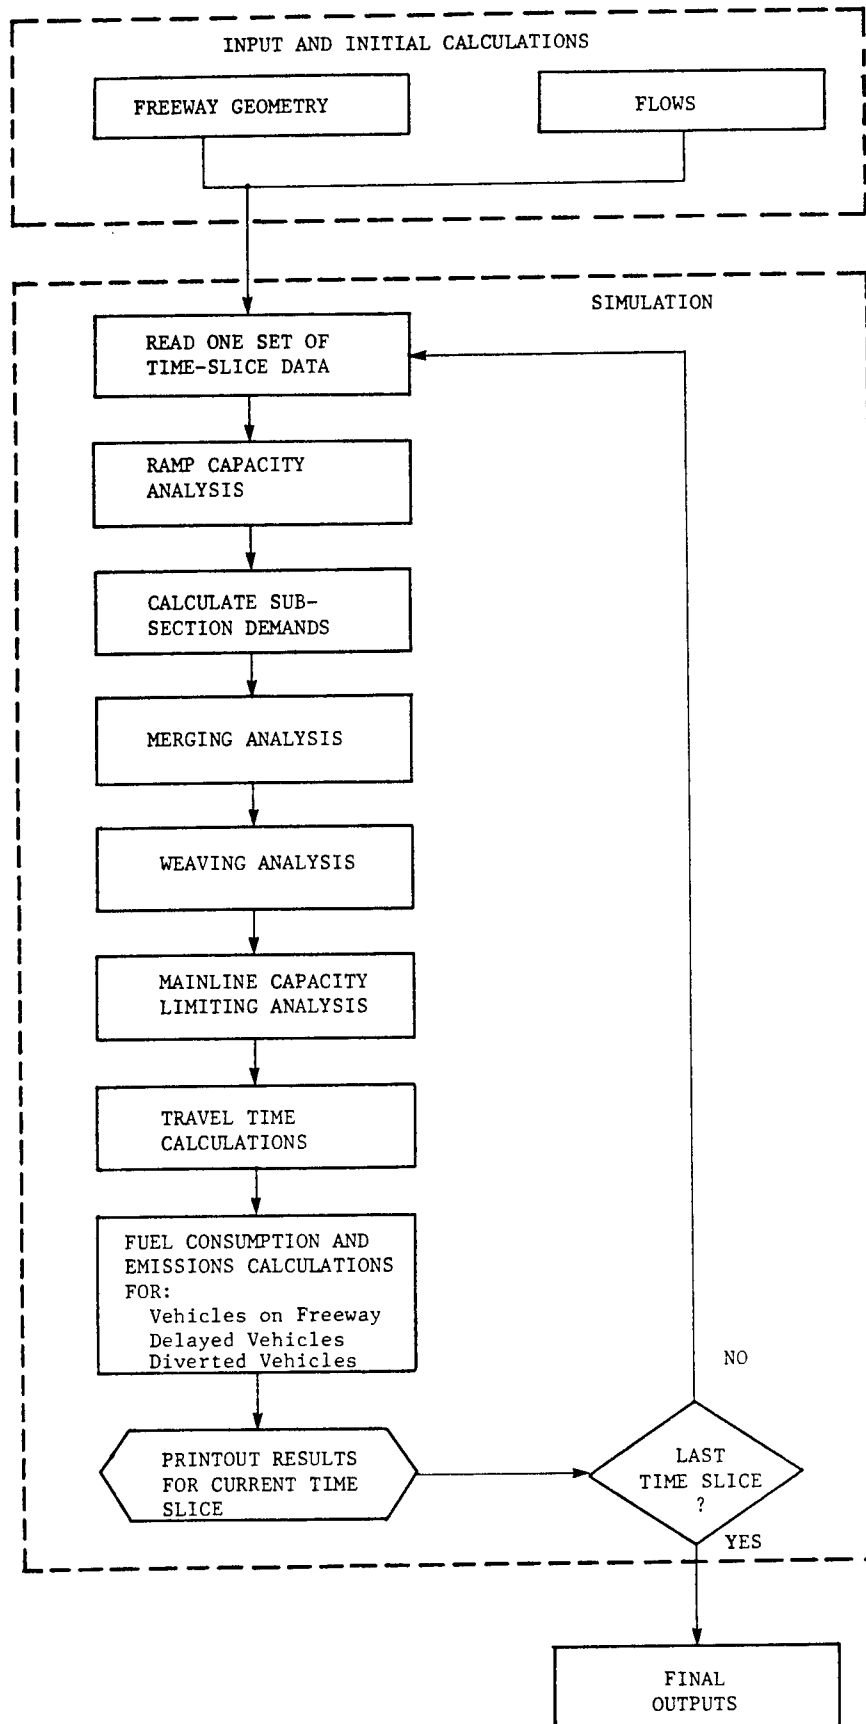 INPUT AND INITIAL CALCULATIONS
FREEWAY GEOMETRY
FLOWS
SIMULATION
READ ONE SET OF
TIME-SLICE DATA
RAMP CAPACITY
ANALYSIS
CALCULATE SUB-
SECTION DEMANDS
MERGING ANALYSIS
WEAVING ANALYSIS
MAINLINE CAPACITY
LIMITING ANALYSIS
TRAVEL TIME
CALCULATIONS
FUEL CONSUMPTION AND
EMISSIONS CALCULATIONS
FOR:
Vehicles on Freeway
Delayed Vehicles
Diverted Vehicles
NO
PRINTOUT RESULTS
FOR CURRENT TIME
SLICE
LAST
TIME SLICE
?
YES
FINAL
OUTPUTS